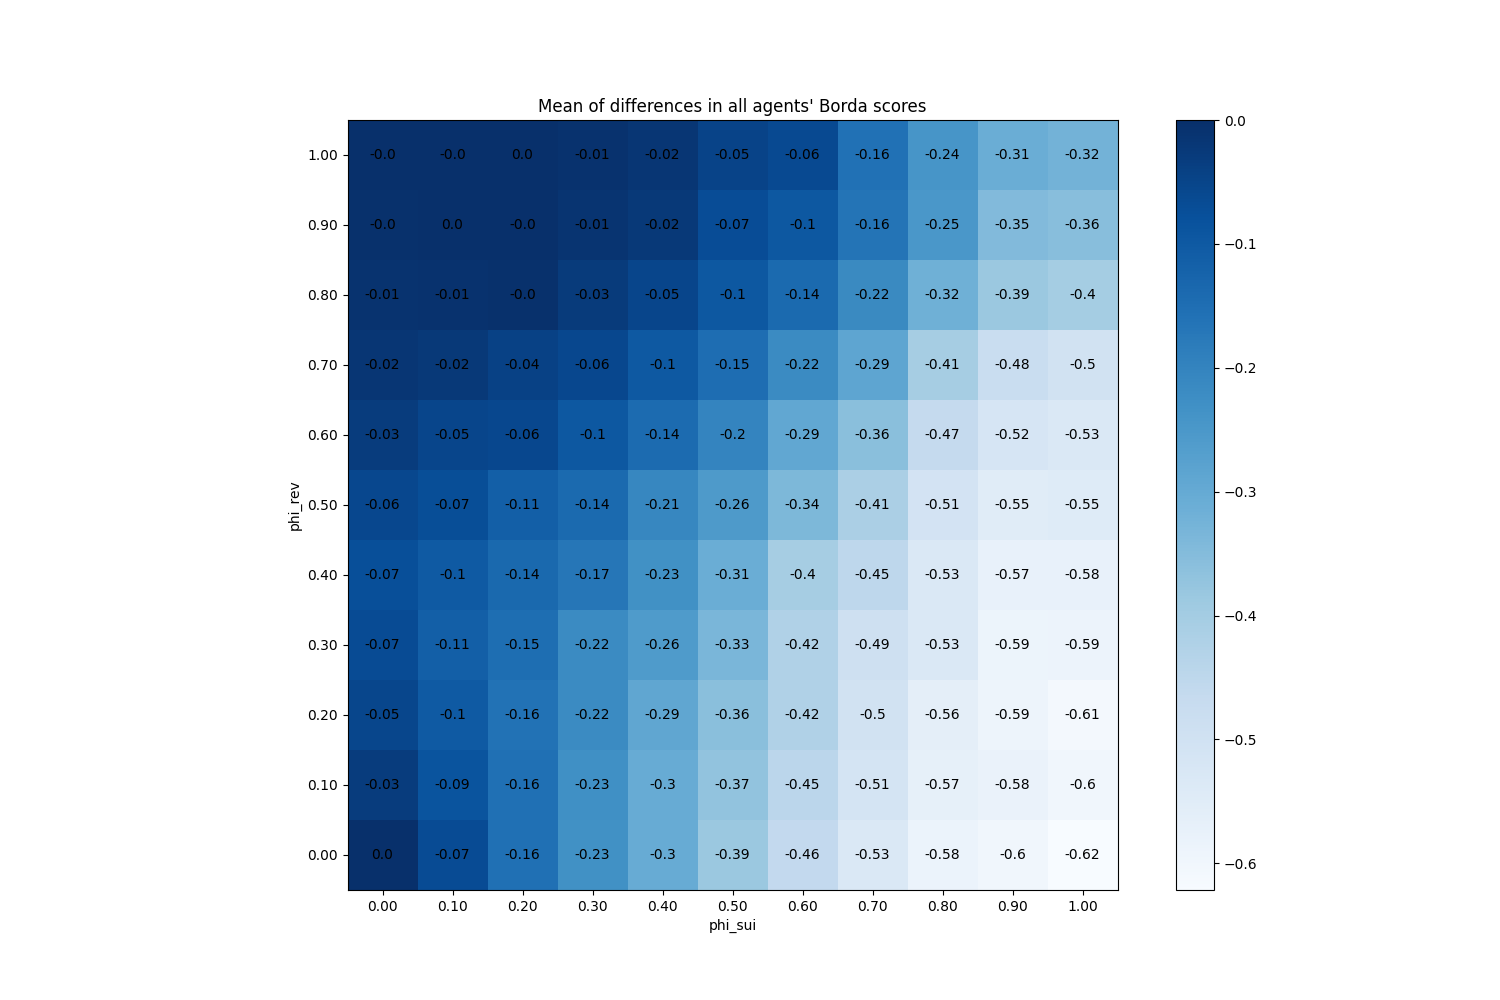 Mean of differences in all agents' Borda scores
1.00 -0.0 -0.0 0.0 -0.01 -0.02 -0.05 -0.06 -0.16 -0.24 -0.31 -0.32
0.90 -0.0 0.0 -0.0 -0.01 -0.02 -0.07 -0.1 -0.16 -0.25 -0.35 -0.36
0.80 -0.01 -0.01 -0.0 -0.03 -0.05 -0.1 -0.14 -0.22 -0.32 -0.39 -0.4
0.70 -0.02 -0.02 -0.04 -0.06 -0.1 -0.15 -0.22 -0.29 -0.41 -0.48 -0.5
0.60 -0.03 -0.05 -0.06 -0.1 -0.14 -0.2 -0.29 -0.36 -0.47 -0.52 -0.53
phi_rev
0.50 -0.06 -0.07 -0.11 -0.14 -0.21 -0.26 -0.34 -0.41 -0.51 -0.55 -0.55
0.40 -0.07 -0.1 -0.14 -0.17 -0.23 -0.31 -0.4 -0.45 -0.53 -0.57 -0.58
0.30 -0.07 -0.11 -0.15 -0.22 -0.26 -0.33 -0.42 -0.49 -0.53 -0.59 -0.59
0.20 -0.05 -0.1 -0.16 -0.22 -0.29 -0.36 -0.42 -0.5 -0.56 -0.59 -0.61
0.10 -0.03 -0.09 -0.16 -0.23 -0.3 -0.37 -0.45 -0.51 -0.57 -0.58 -0.6
0.00 0.0 -0.07 -0.16 -0.23 -0.3 -0.39 -0.46 -0.53 -0.58 -0.6 -0.62
0.00 0.10 0.20 0.30 0.40 0.50 0.60 0.70 0.80 0.90 1.00
phi_sui
0.0
−0.1
−0.2
−0.3
−0.4
−0.5
−0.6